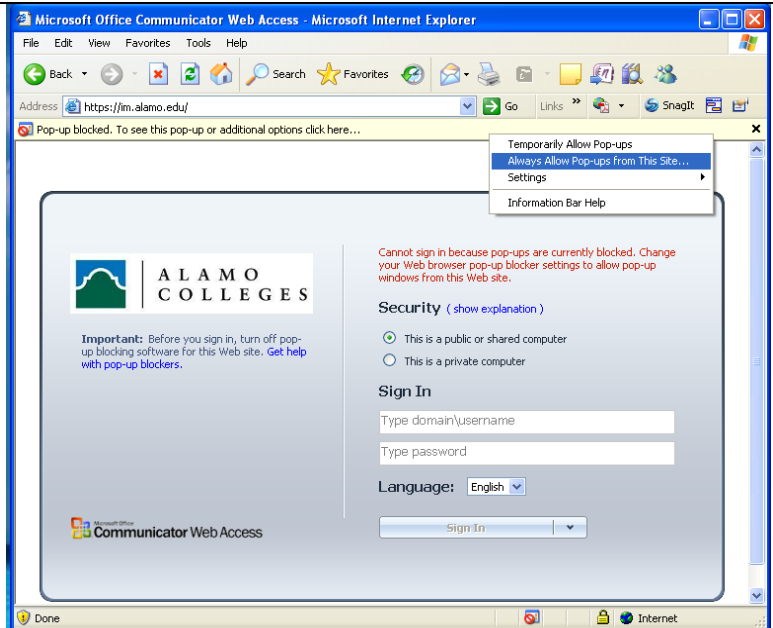 Microsoft Office Communicator Web Access - Microsoft Internet Explorer
File Edit View Favorites Tools Help
Back Search Favorites
Address https://im.alamo.edu/ Go Links » SnagIt
Pop-up blocked. To see this pop-up or additional options click here...
Temporarily Allow Pop-ups
Always Allow Pop-ups from This Site...
Settings
Information Bar Help
ALAMO
COLLEGES
Important: Before you sign in, turn off pop-
up blocking software for this Web site. Get help
with pop-up blockers.
Microsoft Office
Communicator Web Access
Cannot sign in because pop-ups are currently blocked. Change
your Web browser pop-up blocker settings to allow pop-up
windows from this Web site.
Security ( show explanation )
This is a public or shared computer
This is a private computer
Sign In
Type domain\username
Type password
Language: English
Sign In
Done Internet